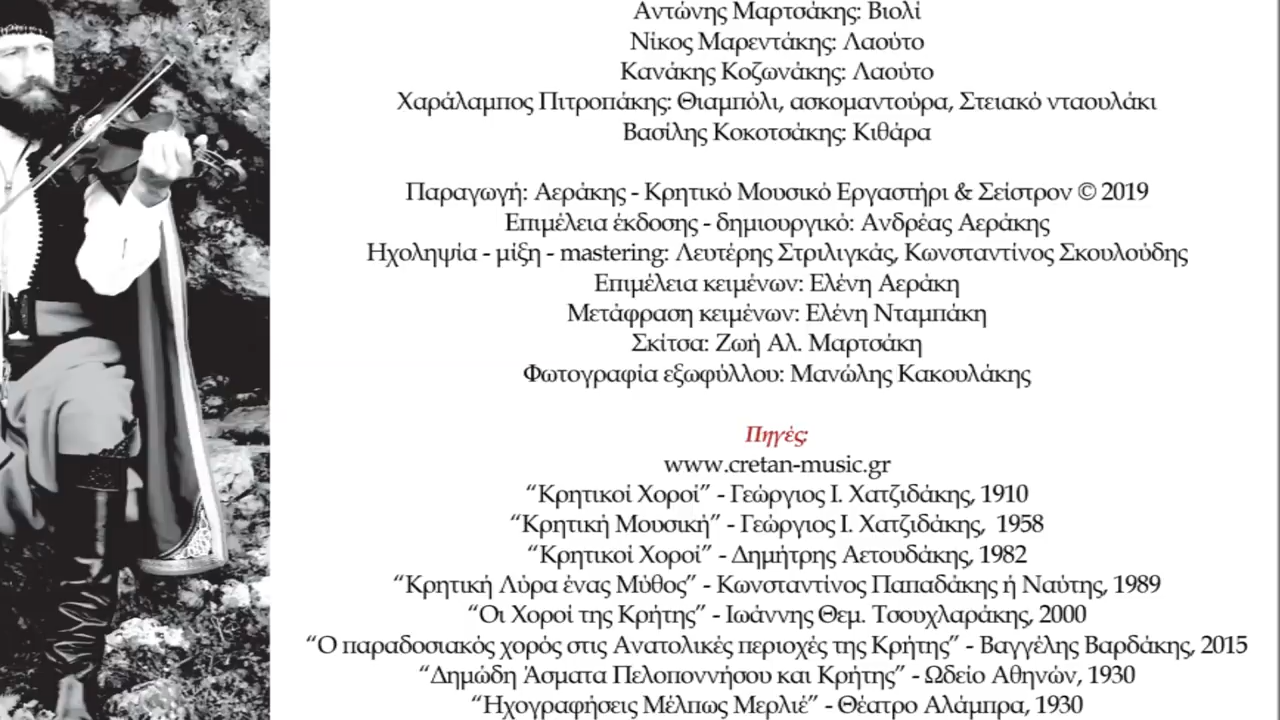 Αντώνης Μαρτσάκης: Βιολί
Νίκος Μαρεντάκης: Λαούτο
Κανάκης Κοζωνάκης: Λαούτο
Χαράλαμπος Πιτροπάκης: Θιαμπόλι, ασκομαντούρα, Στειακό νταουλάκι
Βασίλης Κοκοτσάκης: Κιθάρα
Παραγωγή: Αεράκης - Κρητικό Μουσικό Εργαστήρι & Σείστρον © 2019
Επιμέλεια έκδοσης - δημιουργικό: Ανδρέας Αεράκης
Ηχοληψία - μίξη - mastering: Λευτέρης Στριλιγκάς, Κωνσταντίνος Σκουλούδης
Επιμέλεια κειμένων: Ελένη Αεράκη
Μετάφραση κειμένων: Ελένη Νταμπάκη
Σκίτσα: Ζωή Αλ. Μαρτσάκη
Φωτογραφία εξωφύλλου: Μανώλης Κακουλάκης
Πηγές:
www.cretan-music.gr
“Κρητικοί Χοροί” - Γεώργιος Ι. Χατζιδάκης, 1910
“Κρητική Μουσική” - Γεώργιος Ι. Χατζιδάκης, 1958
“Κρητικοί Χοροί” - Δημήτρης Αετουδάκης, 1982
“Κρητική Λύρα ένας Μύθος” - Κωνσταντίνος Παπαδάκης ή Ναύτης, 1989
“Οι Χοροί της Κρήτης” - Ιωάννης Θεμ. Τσουχλαράκης, 2000
“Ο παραδοσιακός χορός στις Ανατολικές περιοχές της Κρήτης” - Βαγγέλης Βαρδάκης, 2015
“Δημώδη Άσματα Πελοποννήσου και Κρήτης” - Ωδείο Αθηνών, 1930
“Ηχογραφήσεις Μέλπως Μερλιέ” - Θέατρο Αλάμπρα, 1930